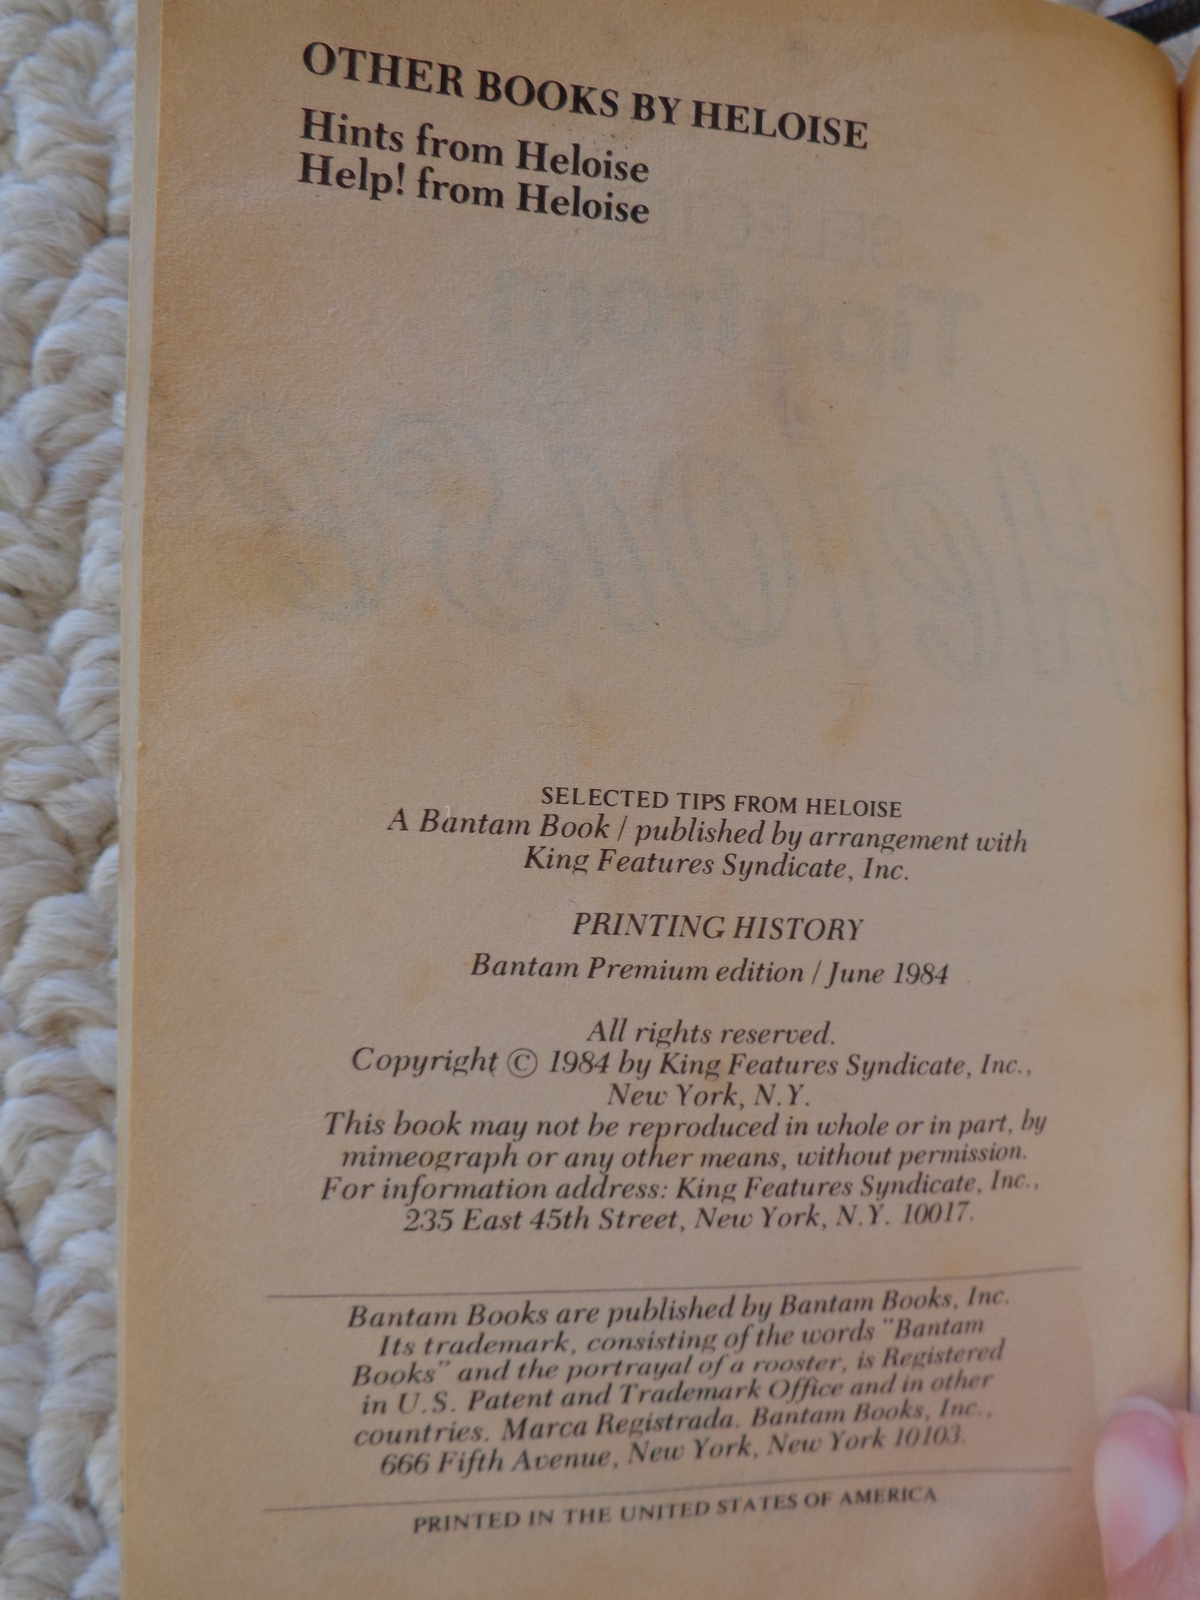 OTHER BOOKS BY HELOISE
Hints from Heloise
Help! from Heloise
SELECTED TIPS FROM HELOISE
A Bantam Book / published by arrangement with
King Features Syndicate, Inc.
PRINTING HISTORY
Bantam Premium edition / June 1984
All rights reserved.
Copyright © 1984 by King Features Syndicate, Inc.,
New York, N.Y.
This book may not be reproduced in whole or in part, by
mimeograph or any other means, without permission.
For information address: King Features Syndicate, Inc.,
235 East 45th Street, New York, N.Y. 10017.
Bantam Books are published by Bantam Books, Inc.
Its trademark, consisting of the words "Bantam
Books" and the portrayal of a rooster, is Registered
in U.S. Patent and Trademark Office and in other
countries. Marca Registrada. Bantam Books, Inc.,
666 Fifth Avenue, New York, New York 10103.
PRINTED IN THE UNITED STATES OF AMERICA